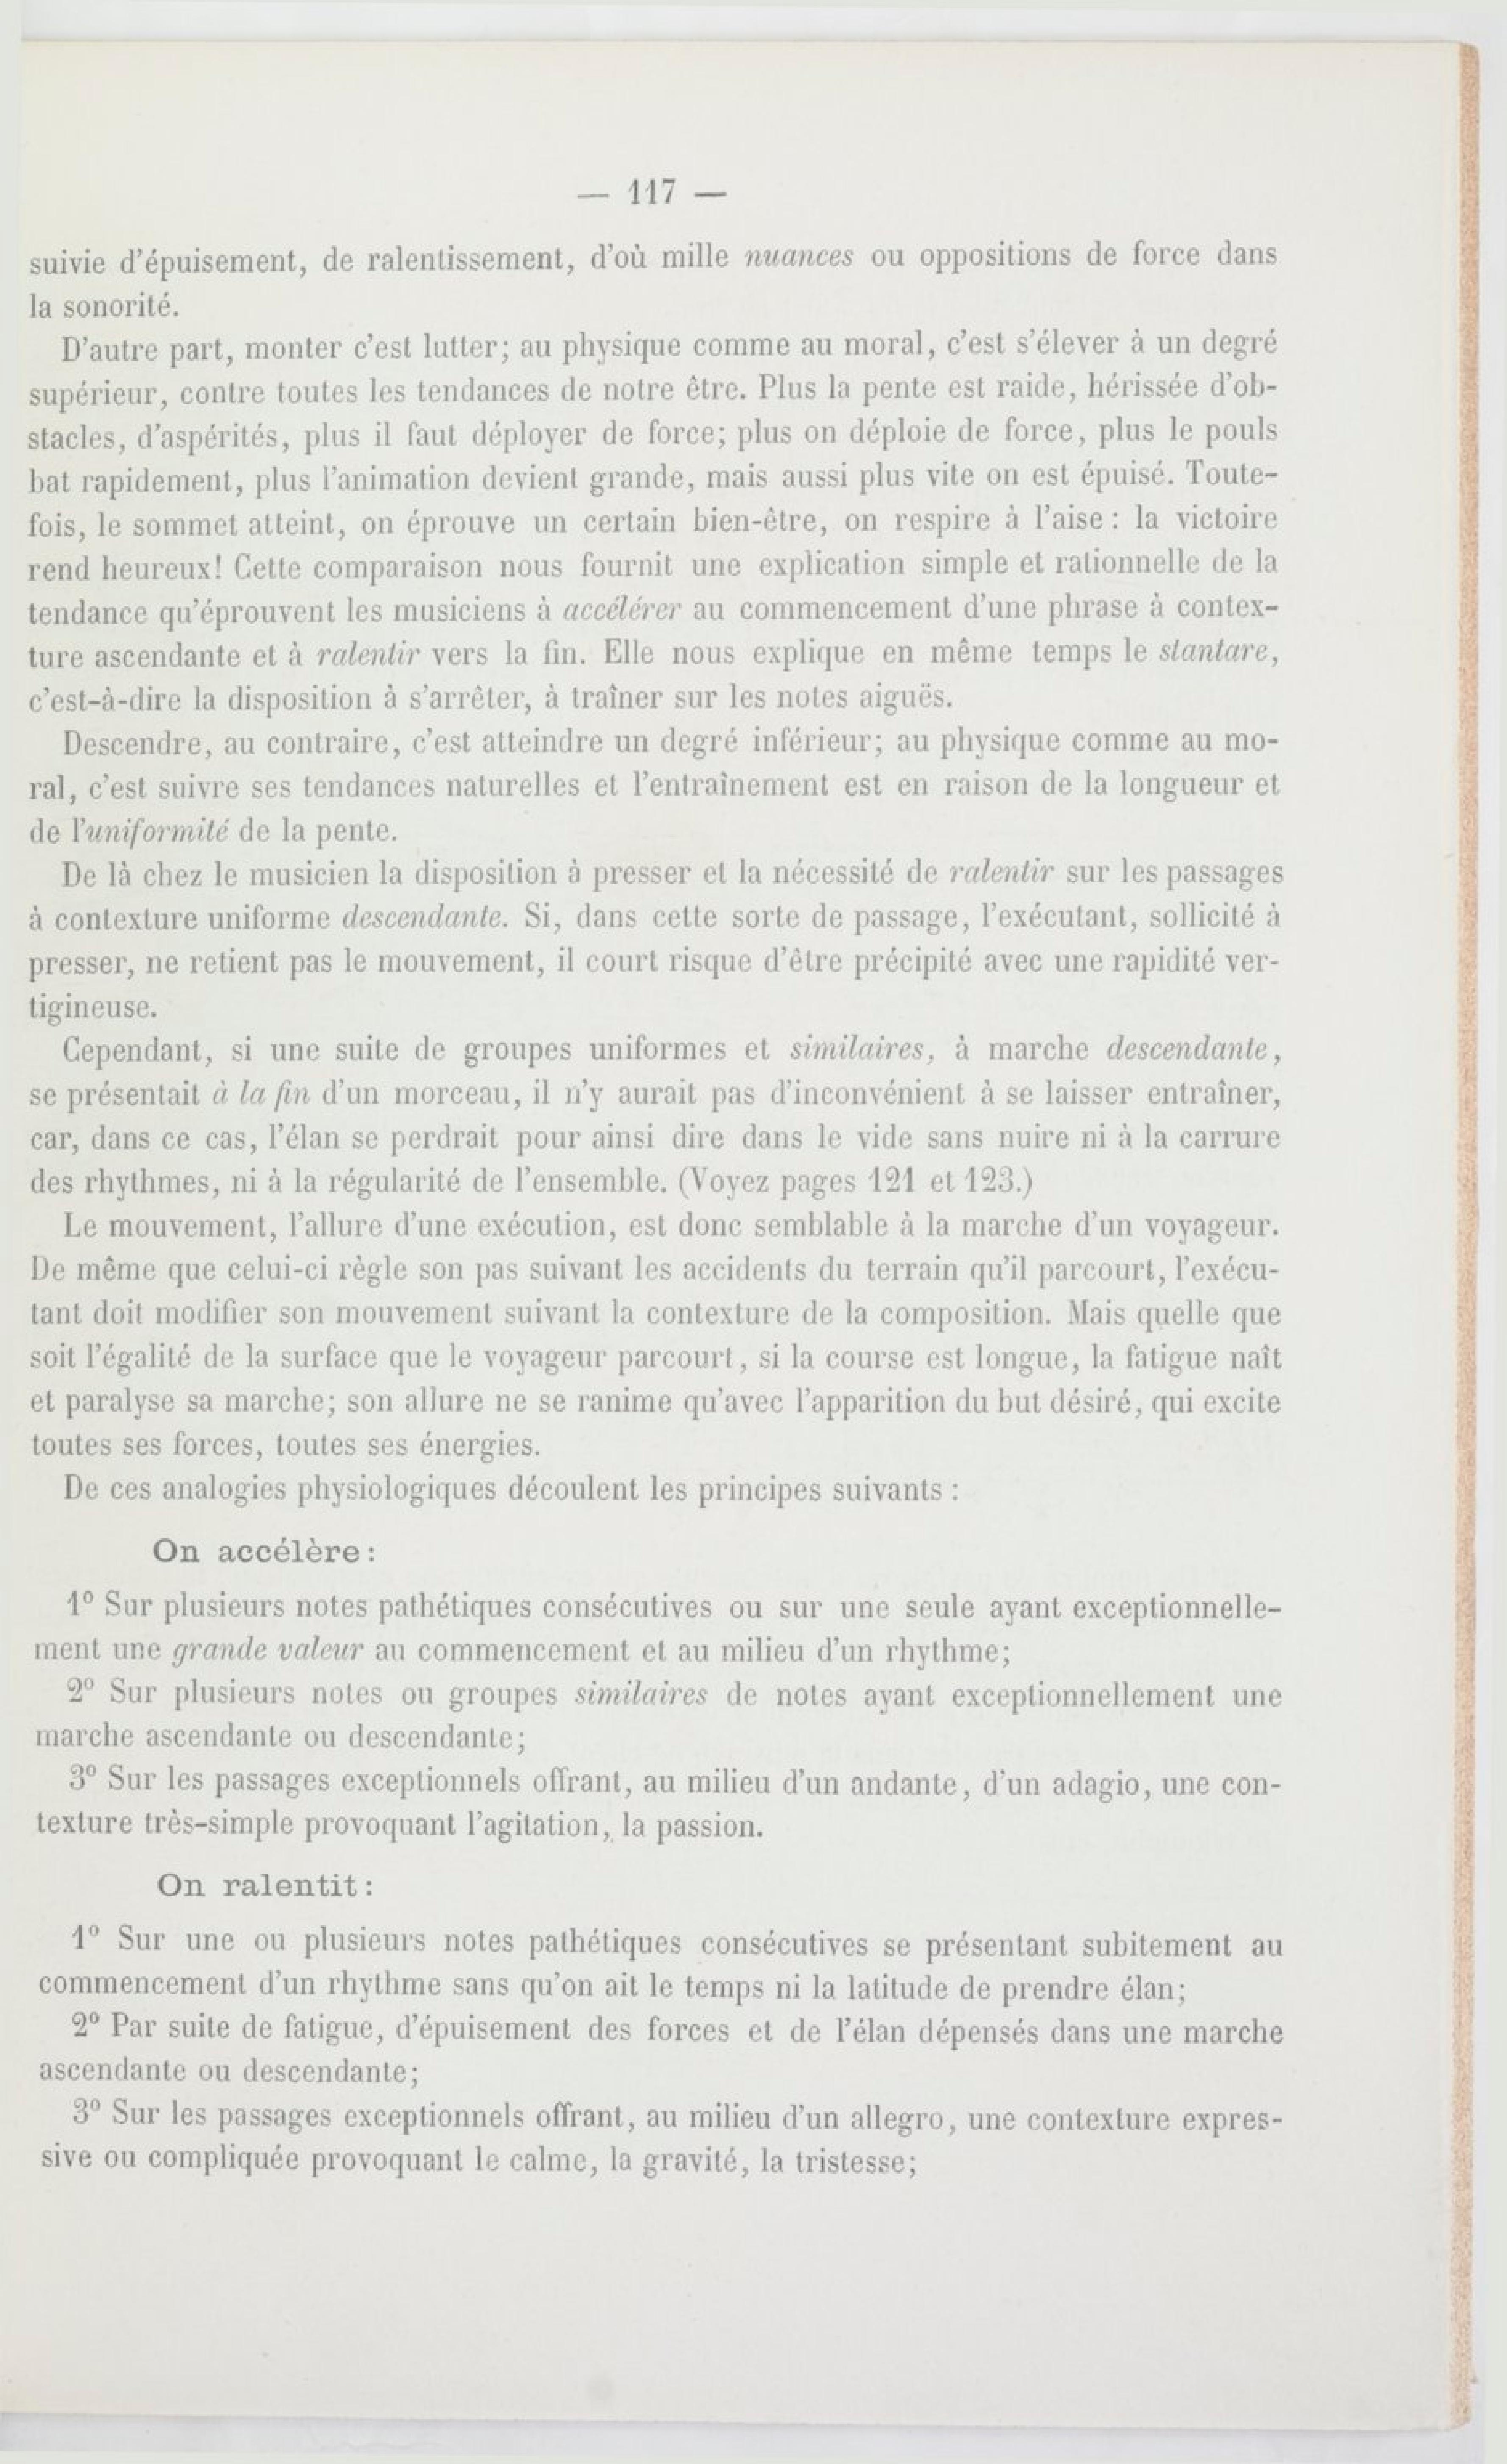 — 117 —
suivie d'épuisement, de ralentissement, d'où mille nuances ou oppositions de force dans
la sonorité.
D'autre part, monter c'est lutter; au physique comme au moral, c'est s'élever à un degré
supérieur, contre toutes les tendances de notre être. Plus la pente est raide, hérissée d'ob-
stacles, d'aspérités, plus il faut déployer de force; plus on déploie de force, plus le pouls
bat rapidement, plus l'animation devient grande, mais aussi plus vite on est épuisé. Toute-
fois, le sommet atteint, on éprouve un certain bien-être, on respire à l'aise : la victoire
rend heureux! Cette comparaison nous fournit une explication simple et rationnelle de la
tendance qu'éprouvent les musiciens à accélérer au commencement d'une phrase à contex-
ture ascendante et à ralentir vers la fin. Elle nous explique en même temps le stantare,
c'est-à-dire la disposition à s'arrêter, à traîner sur les notes aiguës.
Descendre, au contraire, c'est atteindre un degré inférieur; au physique comme au mo-
ral, c'est suivre ses tendances naturelles et l'entraînement est en raison de la longueur et
de l'uniformité de la pente.
De là chez le musicien la disposition à presser et la nécessité de ralentir sur les passages
à contexture uniforme descendante. Si, dans cette sorte de passage, l'exécutant, sollicité à
presser, ne retient pas le mouvement, il court risque d'être précipité avec une rapidité ver-
tigineuse.
Cependant, si une suite de groupes uniformes et similaires, à marche descendante,
se présentait à la fin d'un morceau, il n'y aurait pas d'inconvénient à se laisser entraîner,
car, dans ce cas, l'élan se perdrait pour ainsi dire dans le vide sans nuire ni à la carrure
des rhythmes, ni à la régularité de l'ensemble. (Voyez pages 121 et 123.)
Le mouvement, l'allure d'une exécution, est donc semblable à la marche d'un voyageur.
De même que celui-ci règle son pas suivant les accidents du terrain qu'il parcourt, l'exécu-
tant doit modifier son mouvement suivant la contexture de la composition. Mais quelle que
soit l'égalité de la surface que le voyageur parcourt, si la course est longue, la fatigue naît
et paralyse sa marche; son allure ne se ranime qu'avec l'apparition du but désiré, qui excite
toutes ses forces, toutes ses énergies.
De ces analogies physiologiques découlent les principes suivants :
On accélère :
1º Sur plusieurs notes pathétiques consécutives ou sur une seule ayant exceptionnelle-
ment une grande valeur au commencement et au milieu d'un rhythme;
2º Sur plusieurs notes ou groupes similaires de notes ayant exceptionnellement une
marche ascendante ou descendante;
3º Sur les passages exceptionnels offrant, au milieu d'un andante, d'un adagio, une con-
texture très-simple provoquant l'agitation, la passion.
On ralentit :
1º Sur une ou plusieurs notes pathétiques consécutives se présentant subitement au
commencement d'un rhythme sans qu'on ait le temps ni la latitude de prendre élan;
2º Par suite de fatigue, d'épuisement des forces et de l'élan dépensés dans une marche
ascendante ou descendante;
3º Sur les passages exceptionnels offrant, au milieu d'un allegro, une contexture expres-
sive ou compliquée provoquant le calme, la gravité, la tristesse;